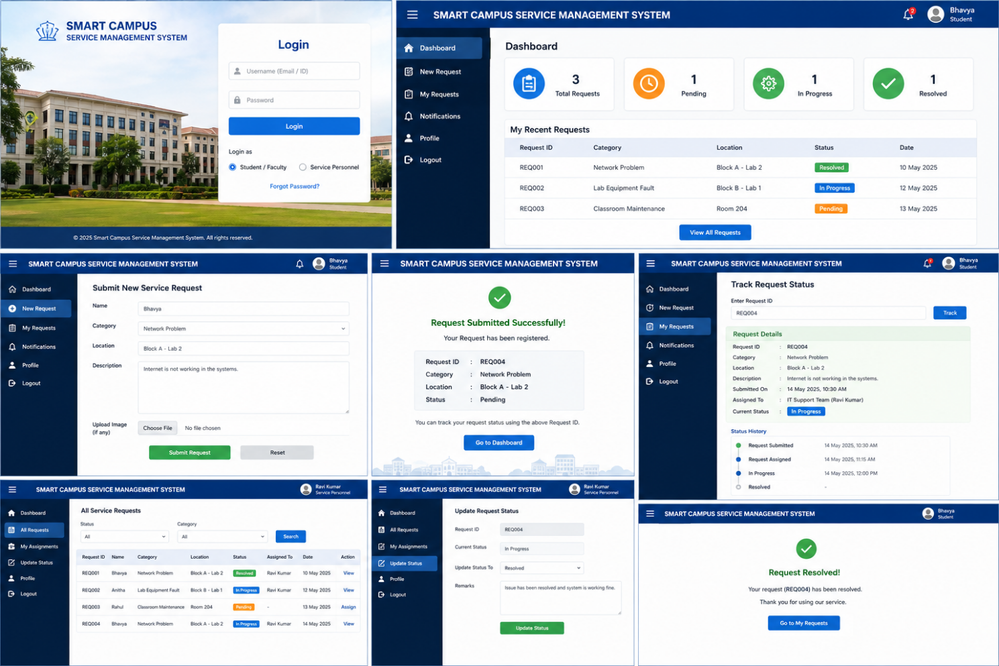 SMART CAMPUS
SERVICE MANAGEMENT SYSTEM
Login
Username (Email / ID)
Password
Login
Login as
Student / Faculty Service Personnel
Forgot Password?
© 2025 Smart Campus Service Management System. All rights reserved.
SMART CAMPUS SERVICE MANAGEMENT SYSTEM
2
Bhavya
Student
Dashboard
New Request
My Requests
Notifications
Profile
Logout
Dashboard
3
Total Requests
1
Pending
1
In Progress
1
Resolved
My Recent Requests
Request ID Category Location Status Date
REQ001 Network Problem Block A - Lab 2 Resolved 10 May 2025
REQ002 Lab Equipment Fault Block B - Lab 1 In Progress 12 May 2025
REQ003 Classroom Maintenance Room 204 Pending 13 May 2025
View All Requests
SMART CAMPUS SERVICE MANAGEMENT SYSTEM
Bhavya
Student
Dashboard
New Request
My Requests
Notifications
Profile
Logout
Submit New Service Request
Name Bhavya
Category Network Problem
Location Block A - Lab 2
Description Internet is not working in the systems.
Upload Image
(if any)
Choose File No file chosen
Submit Request Reset
SMART CAMPUS SERVICE MANAGEMENT SYSTEM
Request Submitted Successfully!
Your Request has been registered.
Request ID : REQ004
Category : Network Problem
Location : Block A - Lab 2
Status : Pending
You can track your request status using the above Request ID.
Go to Dashboard
SMART CAMPUS SERVICE MANAGEMENT SYSTEM
Bhavya
Student
Dashboard
New Request
My Requests
Notifications
Profile
Logout
Track Request Status
Enter Request ID
REQ004 Track
Request Details
Request ID : REQ004
Category : Network Problem
Location : Block A - Lab 2
Description : Internet is not working in the systems.
Submitted On : 14 May 2025, 10:30 AM
Assigned To : IT Support Team (Ravi Kumar)
Current Status : In Progress
Status History
Request Submitted 14 May 2025, 10:30 AM
Request Assigned 14 May 2025, 11:15 AM
In Progress 14 May 2025, 12:00 PM
Resolved -
SMART CAMPUS SERVICE MANAGEMENT SYSTEM
Ravi Kumar
Service Personnel
Dashboard
All Requests
My Assignments
Update Status
Profile
Logout
All Service Requests
Status Category
All All Search
Request ID Name Category Location Status Assigned To Date Action
REQ001 Bhavya Network Problem Block A - Lab 2 Resolved Ravi Kumar 10 May 2025 View
REQ002 Anitha Lab Equipment Fault Block B - Lab 1 In Progress Ravi Kumar 12 May 2025 View
REQ003 Rahul Classroom Maintenance Room 204 Pending - 13 May 2025 Assign
REQ004 Bhavya Network Problem Block A - Lab 2 In Progress Ravi Kumar 14 May 2025 View
SMART CAMPUS SERVICE MANAGEMENT SYSTEM
Ravi Kumar
Service Personnel
Dashboard
All Requests
My Assignments
Update Status
Profile
Logout
Update Request Status
Request ID REQ004
Current Status In Progress
Update Status To Resolved
Remarks Issue has been resolved and system is working fine.
Update Status
SMART CAMPUS SERVICE MANAGEMENT SYSTEM
Bhavya
Student
Request Resolved!
Your request (REQ004) has been resolved.
Thank you for using our service.
Go to My Requests